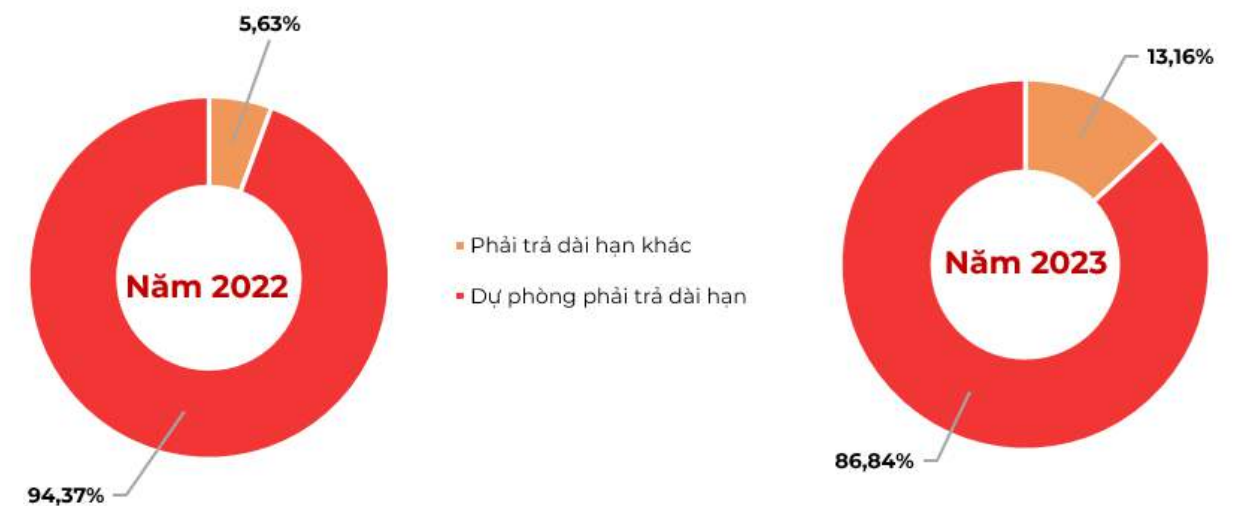 5,63%
Năm 2022
94,37%
Phải trả dài hạn khác
Dự phòng phải trả dài hạn
13,16%
Năm 2023
86,84%